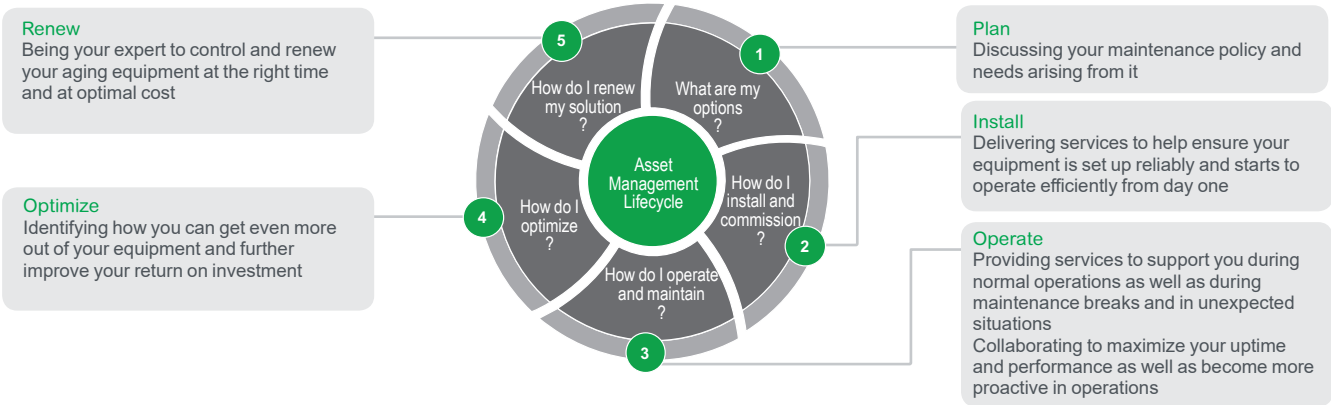 Renew
Being your expert to control and renew
your aging equipment at the right time
and at optimal cost
Optimize
Identifying how you can get even more
out of your equipment and further
improve your return on investment
5
How do I renew
my solution
?
1
What are my
options
?
Asset
Management
Lifecycle
How do I
install and
commission
?
2
4
How do I
optimize
?
How do I operate
and maintain
?
3
Plan
Discussing your maintenance policy and
needs arising from it
Install
Delivering services to help ensure your
equipment is set up reliably and starts to
operate efficiently from day one
Operate
Providing services to support you during
normal operations as well as during
maintenance breaks and in unexpected
situations
Collaborating to maximize your uptime
and performance as well as become more
proactive in operations